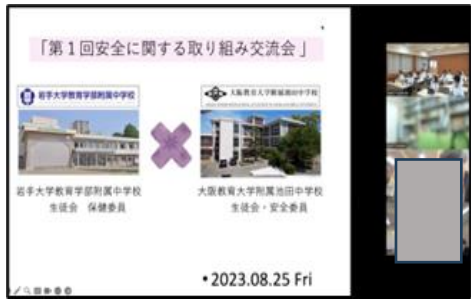 「第1回安全に関する取り組み交流会」
岩手大学教育学部附属中学校
大阪教育大学附属池田中学校
岩手大学教育学部附属中学校
生徒会 保健委員
大阪教育大学附属池田中学校
生徒会・安全委員
•2023.08.25 Fri